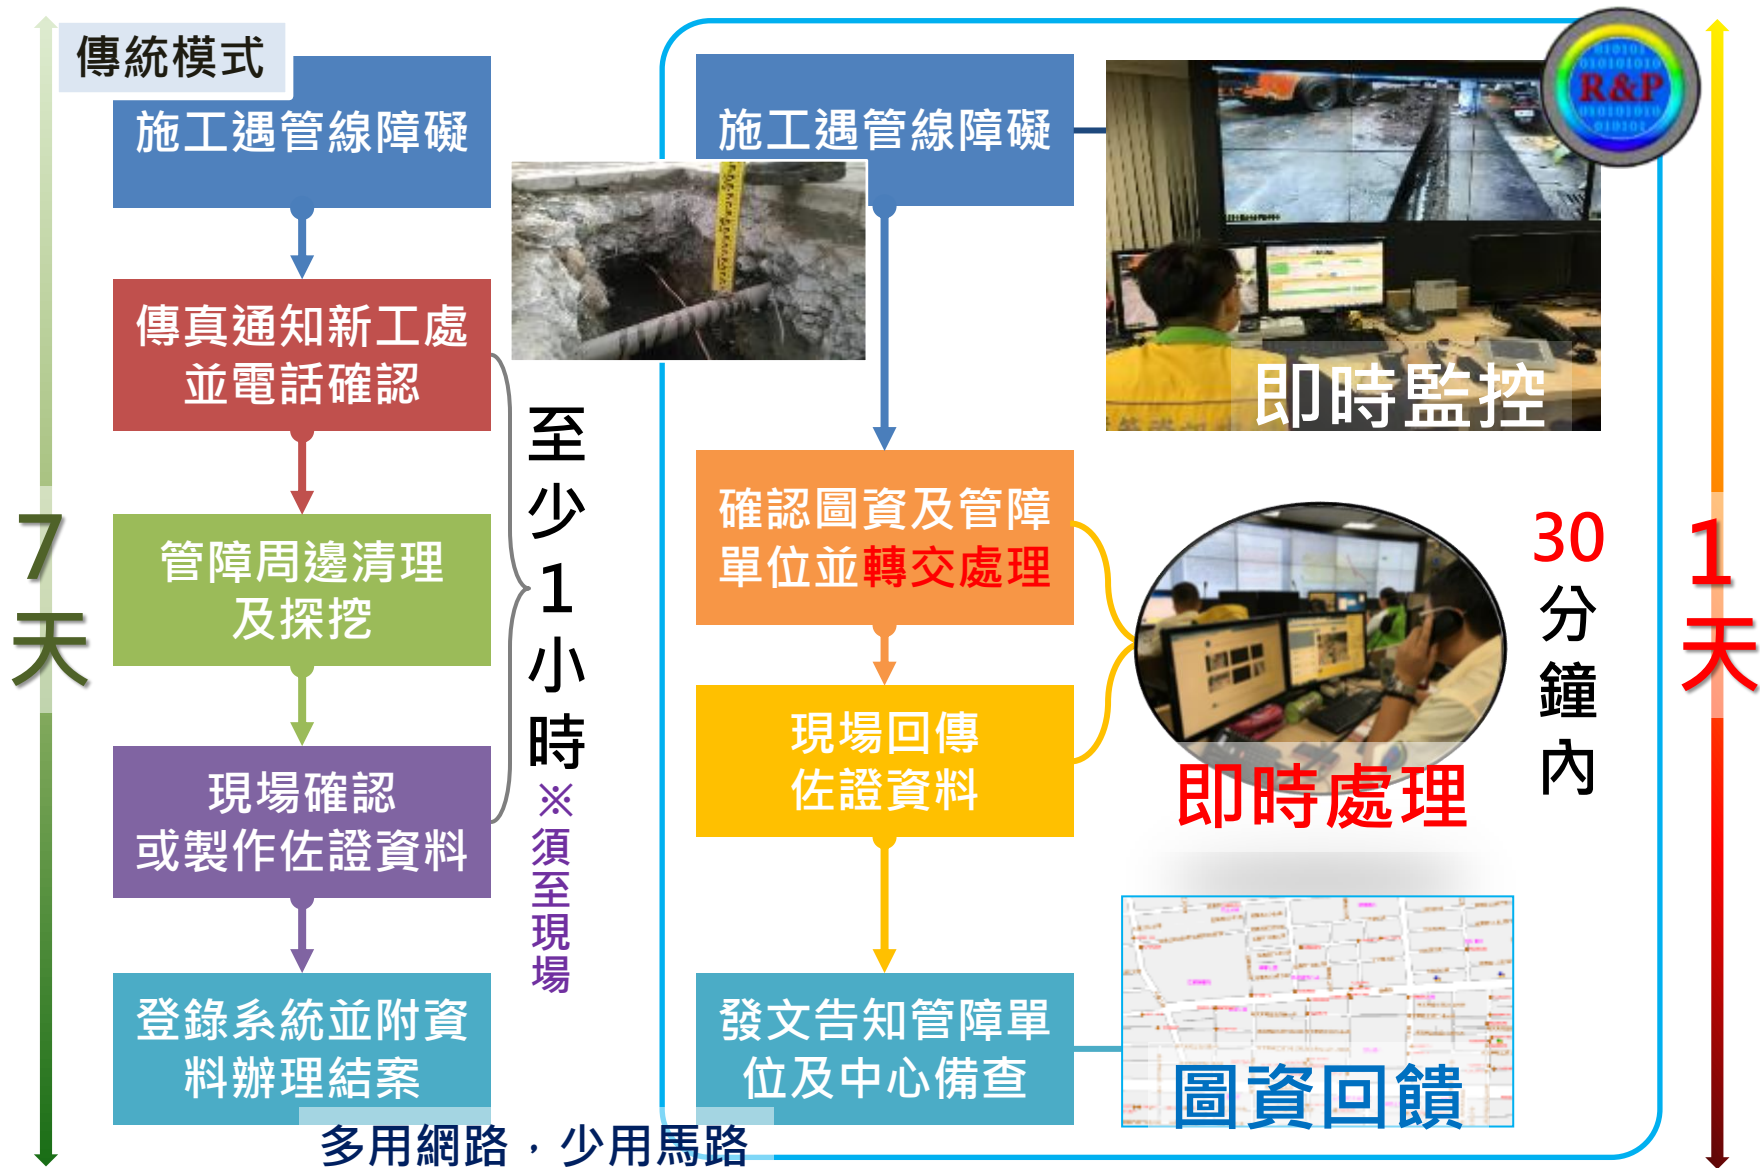 傳統模式
施工遇管線障礙
傳真通知新工處
並電話確認
管障周邊清理
及探挖
現場確認
或製作佐證資料
登錄系統並附資
料辦理結案
7
天
至
少
1
小
時
※
須
至
現
場
施工遇管線障礙
確認圖資及管障
單位並轉交處理
現場回傳
佐證資料
發文告知管障單
位及中心備查
010101
010101010
R&P
010101010
010101
即時監控
即時處理
圖資回饋
30
分
鐘
內
1
天
多用網路，少用馬路